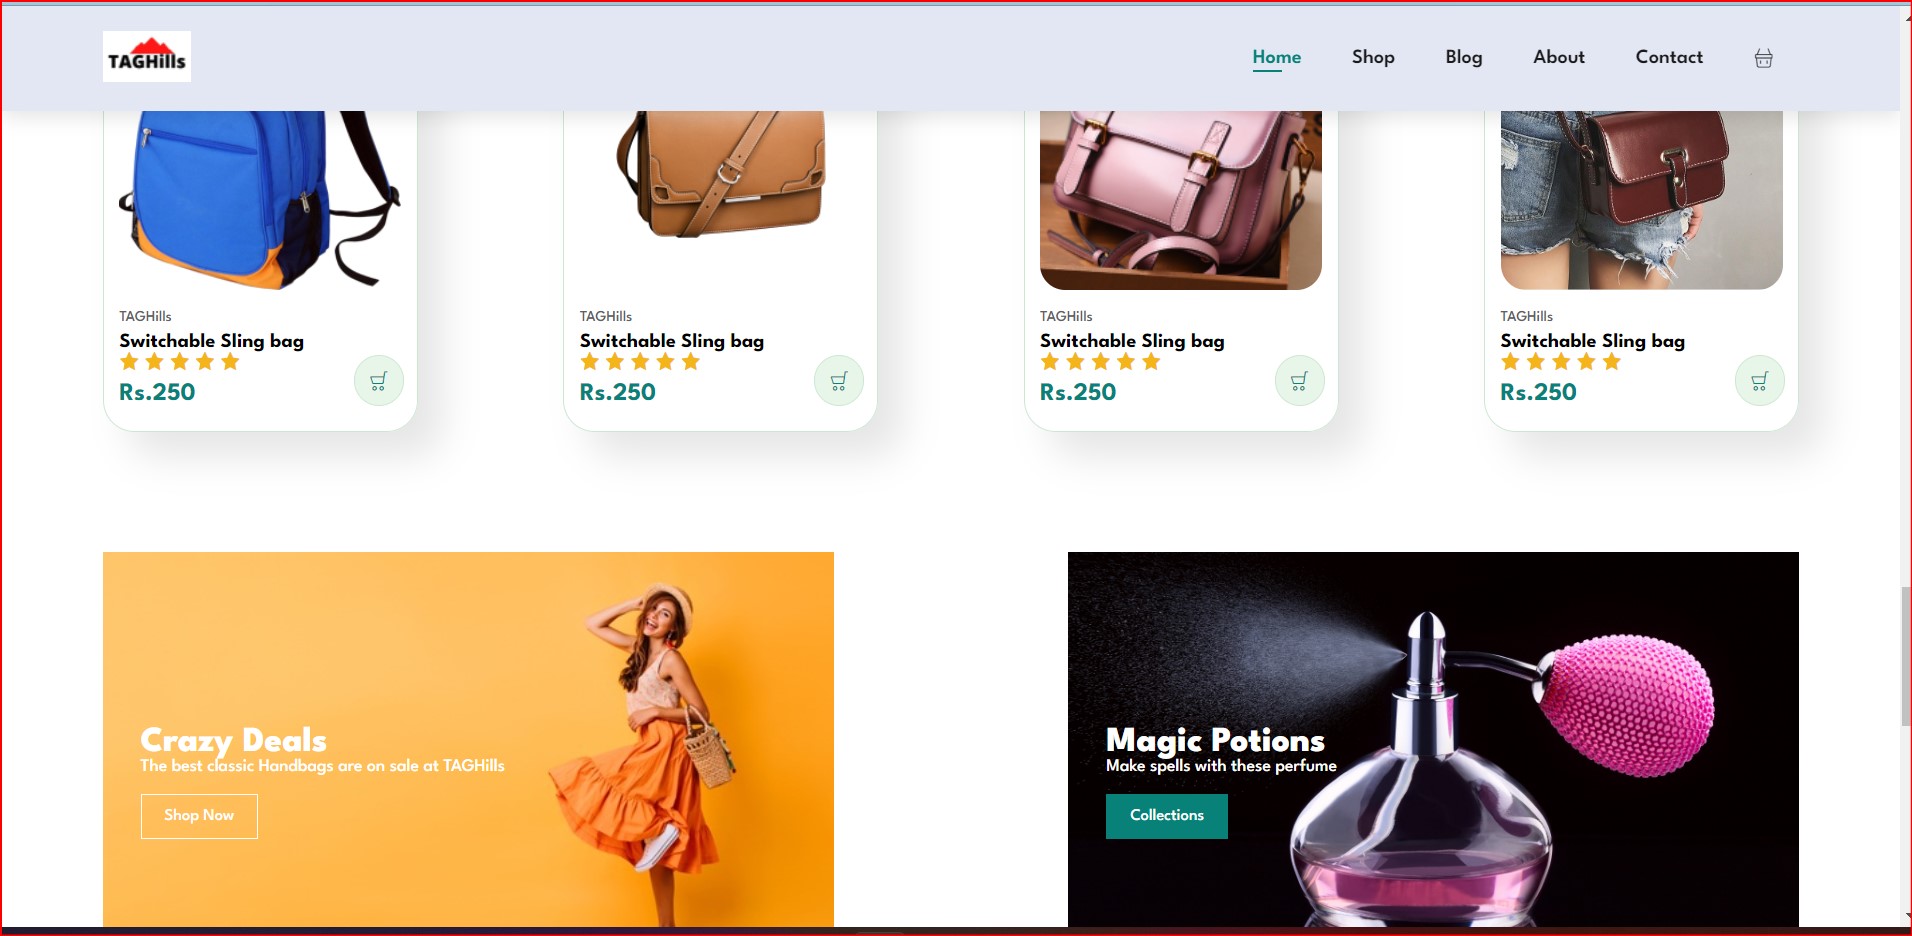 TAGHills
Home Shop Blog About Contact
TAGHills TAGHills TAGHills TAGHills
Switchable Sling bag Switchable Sling bag Switchable Sling bag Switchable Sling bag
Rs.250 Rs.250 Rs.250 Rs.250
Crazy Deals
The best classic Handbags are on sale at TAGHills
Shop Now
Magic Potions
Make spells with these perfume
Collections